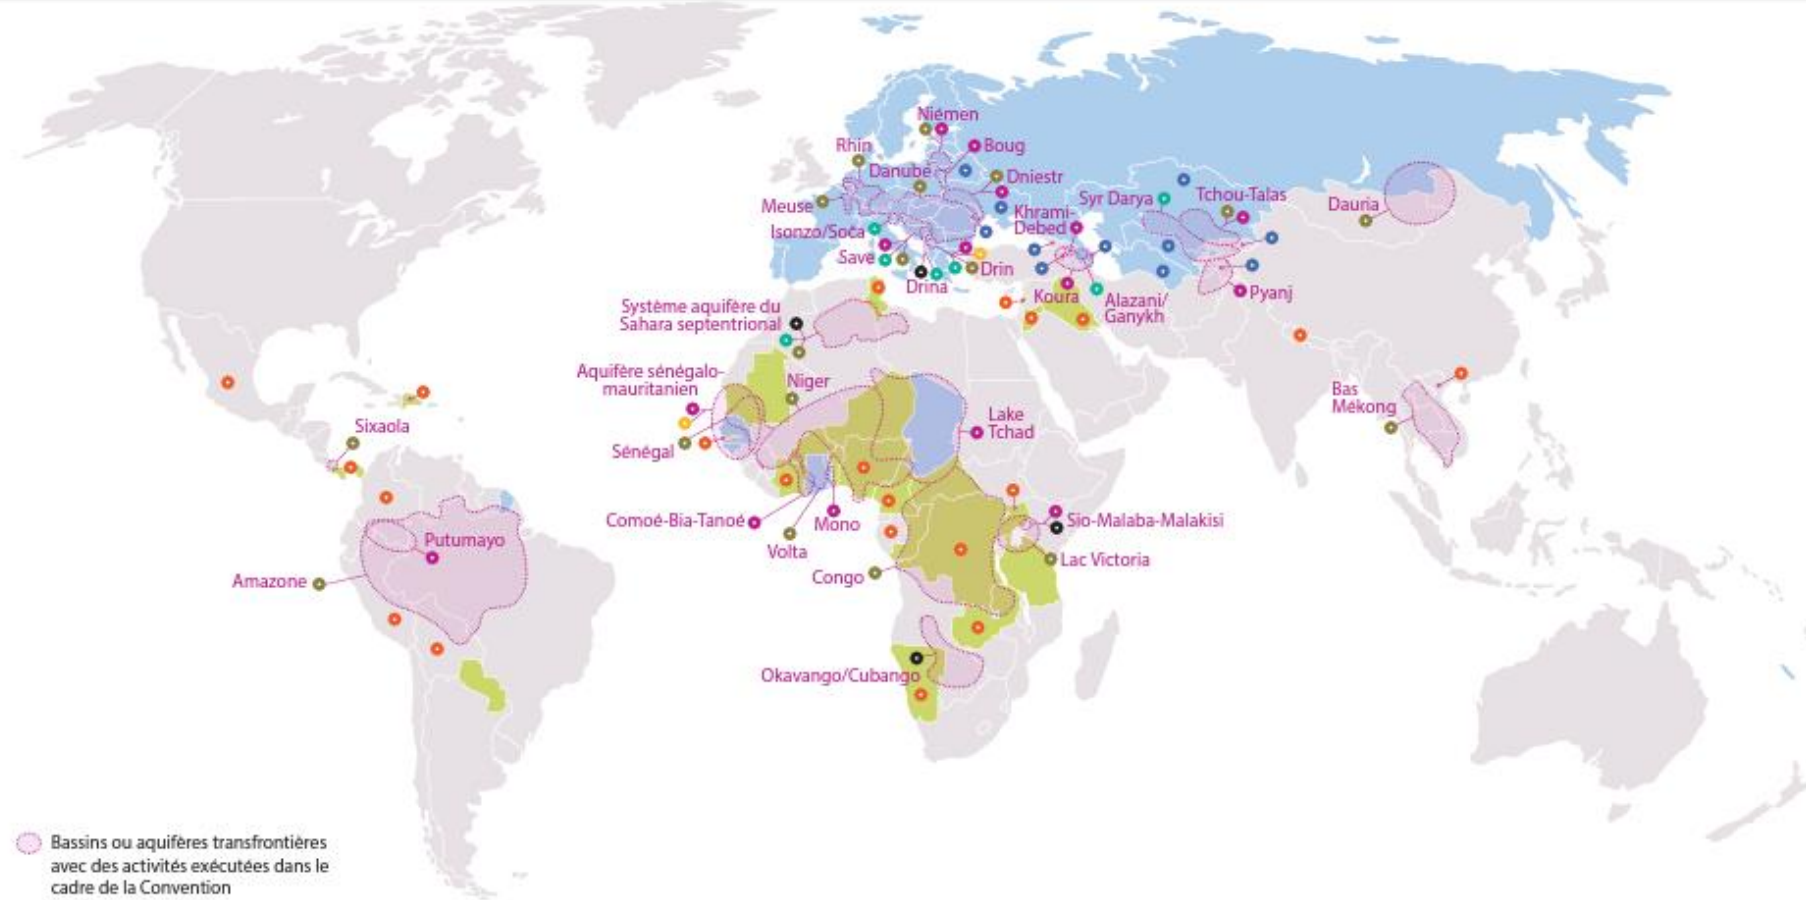 Niémen
Rhin
Boug
Danube
Dniestr
Meuse
Syr Darya
Tchou-Talas
Dauria
Isonzo/Soča
Khrami-
Debed
Save
Drin
Drina
Koura
Alazani/
Ganykh
Pyanj
Système aquifère du
Sahara septentrional
Aquifère sénégalo-
mauritanien
Niger
Bas
Mékong
Sixaola
Sénégal
Lake
Tchad
Comoé-Bia-Tanoé
Mono
Sio-Malaba-Malakisi
Putumayo
Volta
Lac Victoria
Amazone
Congo
Okavango/Cubango
Bassins ou aquifères transfrontières
avec des activités exécutées dans le
cadre de la Convention